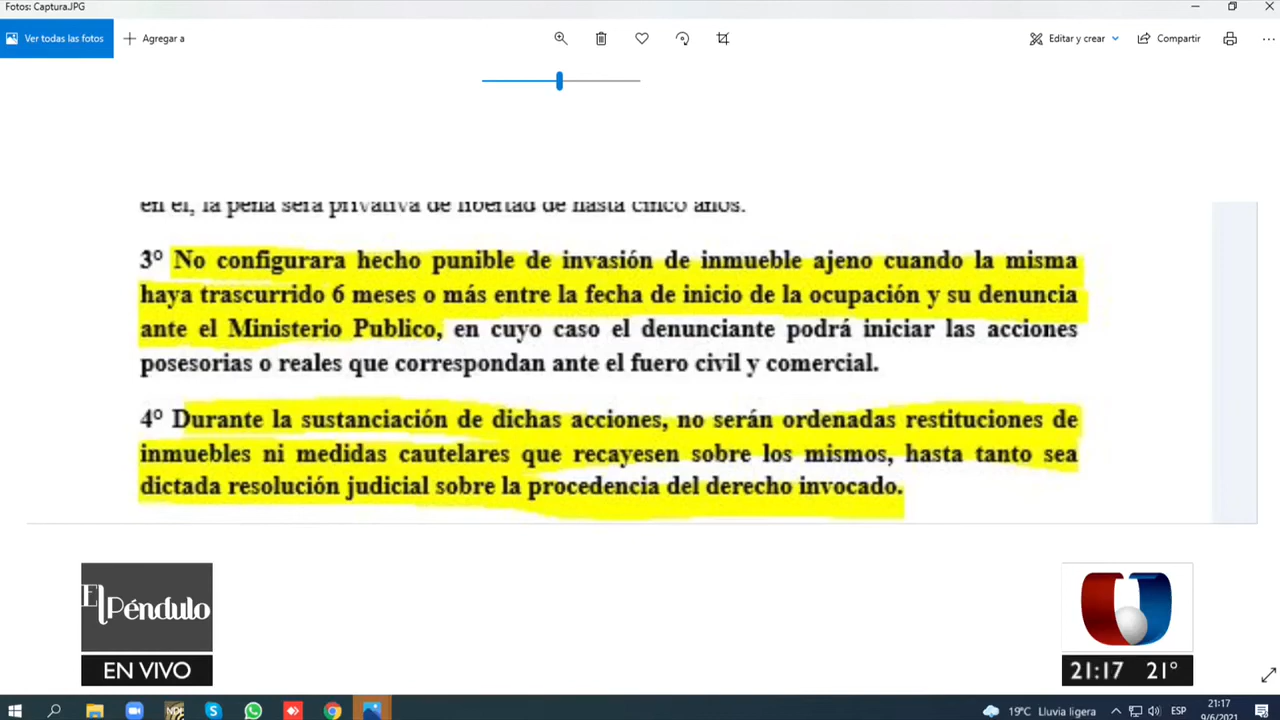 Fotos: Captura.JPG
Ver todas las fotos
Agregar a
Editar y crear
Compartir
en él, la pena será privativa de libertad de hasta cinco años.
3° No configurara hecho punible de invasión de inmueble ajeno cuando la misma
haya trascurrido 6 meses o más entre la fecha de inicio de la ocupación y su denuncia
ante el Ministerio Publico, en cuyo caso el denunciante podrá iniciar las acciones
posesorias o reales que correspondan ante el fuero civil y comercial.
4° Durante la sustanciación de dichas acciones, no serán ordenadas restituciones de
inmuebles ni medidas cautelares que recayesen sobre los mismos, hasta tanto sea
dictada resolución judicial sobre la procedencia del derecho invocado.
El Péndulo
EN VIVO
21:17 21°
19°C Lluvia ligera
ESP
21:17
9/6/2021